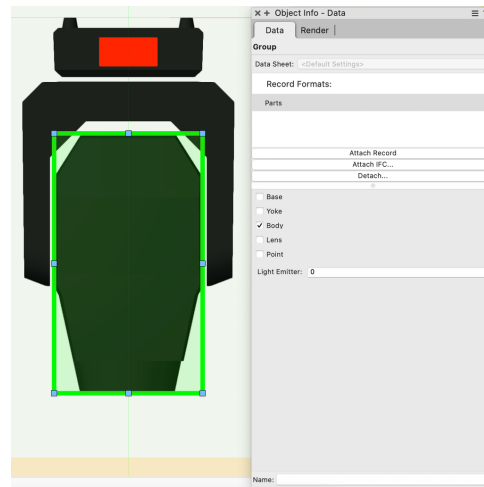 Object Info - Data
Data
Render
Group
Data Sheet: <Default Settings>
Record Formats:
Parts
Attach Record
Attach IFC...
Detach...
Base
Yoke
Body
Lens
Point
Light Emitter: 0
Name: